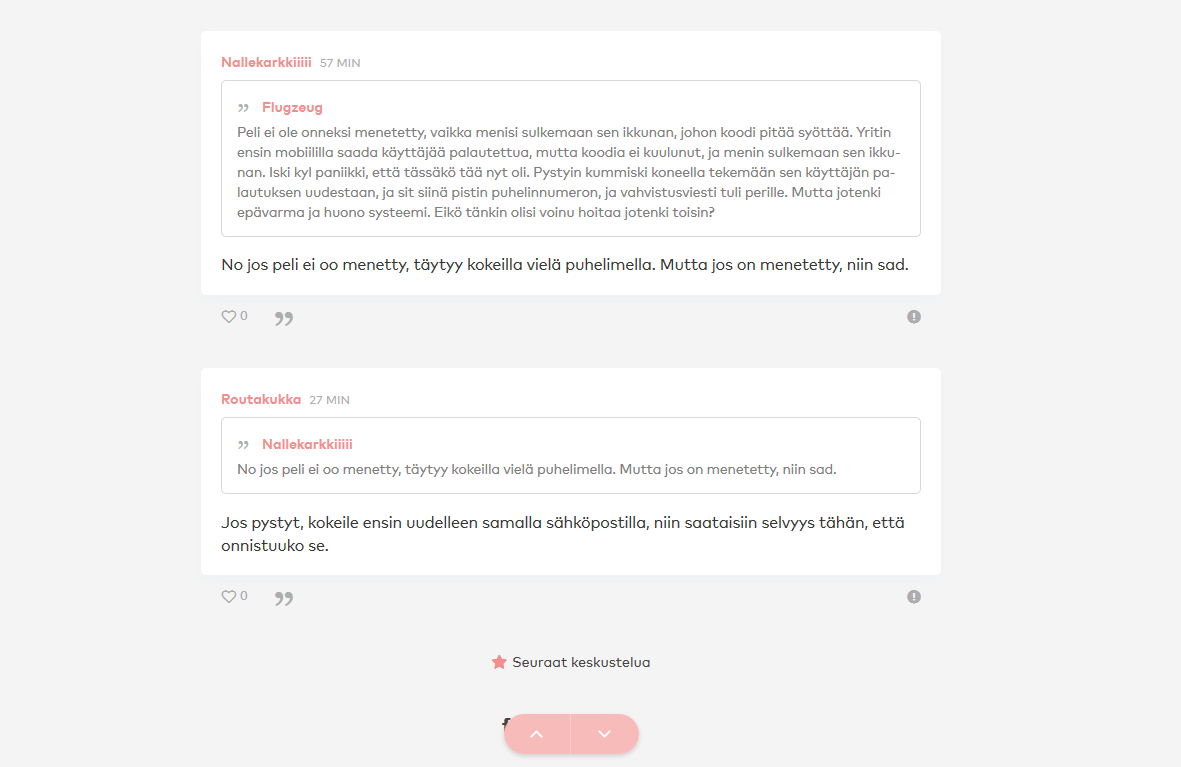 Nallekarkkiiiii 57 MIN
Flugzeug
Peli ei ole onneksi menetetty, vaikka menisi sulkemaan sen ikkunan, johon koodi pitää syöttää. Yritin
ensin mobiililla saada käyttäjää palautettua, mutta koodia ei kuulunut, ja menin sulkemaan sen ikku-
nan. Iski kyl paniikki, että tässäkö tää nyt oli. Pystyin kummiski koneella tekemään sen käyttäjän pa-
lautuksen uudestaan, ja sit siinä pistin puhelinnumeron, ja vahvistusviesti tuli perille. Mutta jotenki
epävarma ja huono systeemi. Eikö tänkin olisi voinu hoitaa jotenki toisin?
No jos peli ei oo menetty, täytyy kokeilla vielä puhelimella. Mutta jos on menetetty, niin sad.
0
Routakukka 27 MIN
Nallekarkkiiiii
No jos peli ei oo menetty, täytyy kokeilla vielä puhelimella. Mutta jos on menetetty, niin sad.
Jos pystyt, kokeile ensin uudelleen samalla sähköpostilla, niin saataisiin selvyys tähän, että
onnistuuko se.
0
Seuraat keskustelua